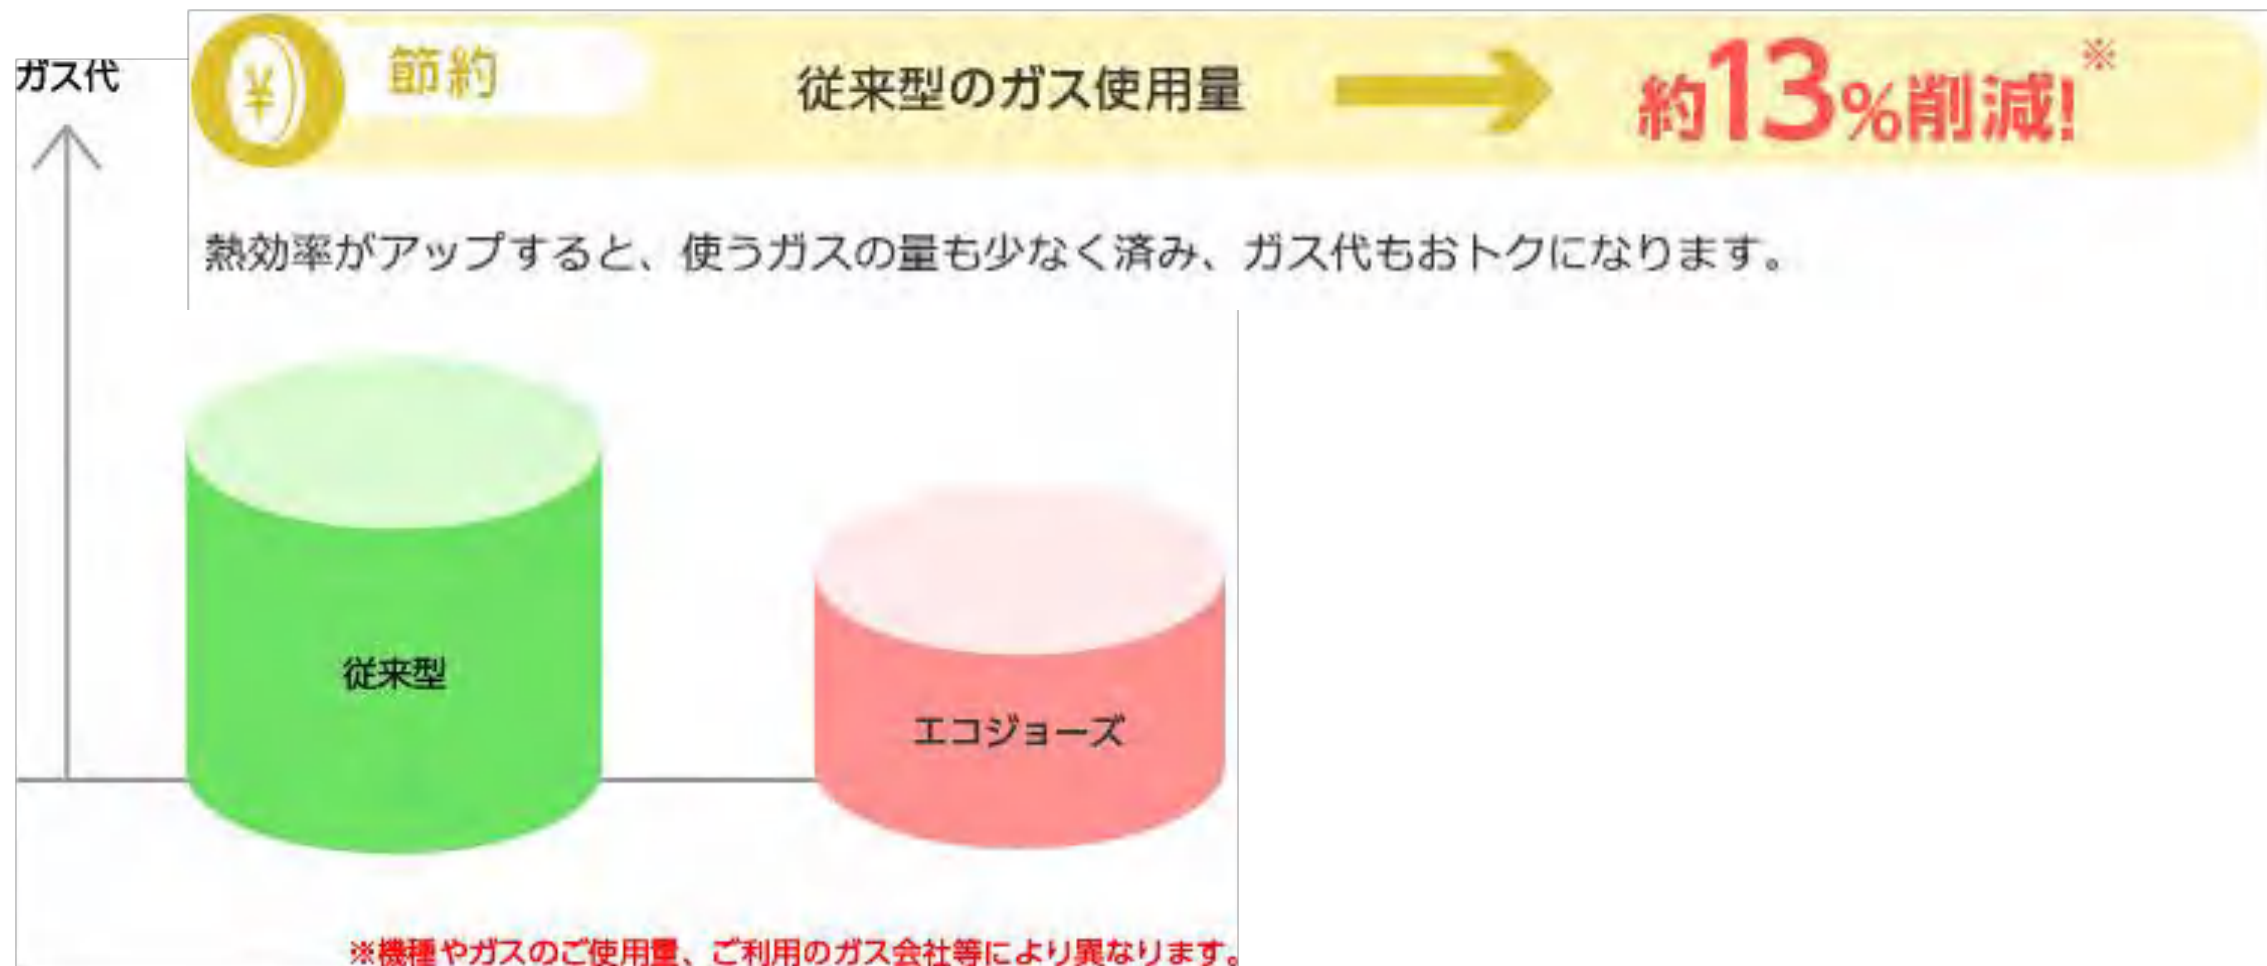 節約 従来型のガス使用量 約13%削減!※
ガス代
¥
熱効率がアップすると、使うガスの量も少なく済み、ガス代もおトクになります。
従来型
エコジョーズ
※機種やガスのご使用量、ご利用のガス会社等により異なります。